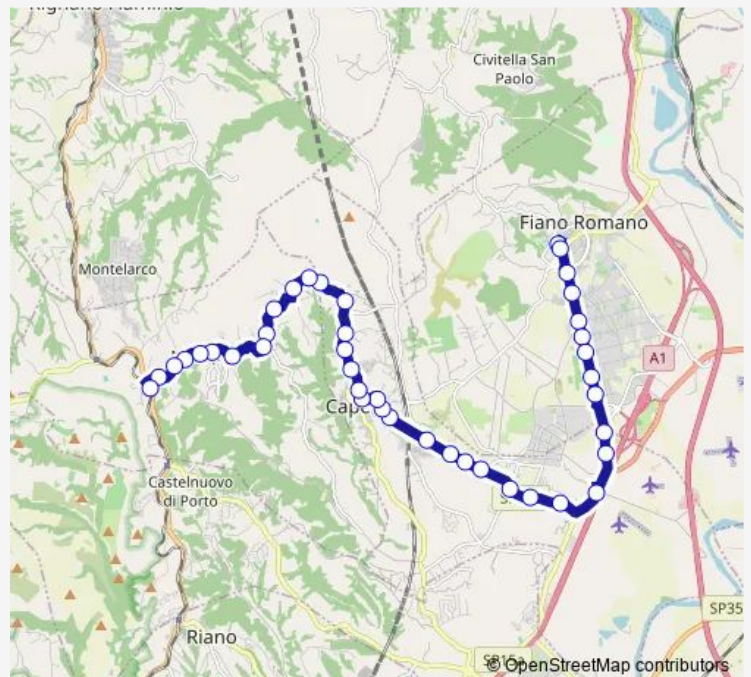 Civitella San
Paolo
Fiano Romano
Montelarco
A1
Castelnuovo
di Porto
SP35
Riano
© OpenStreetMap contributors